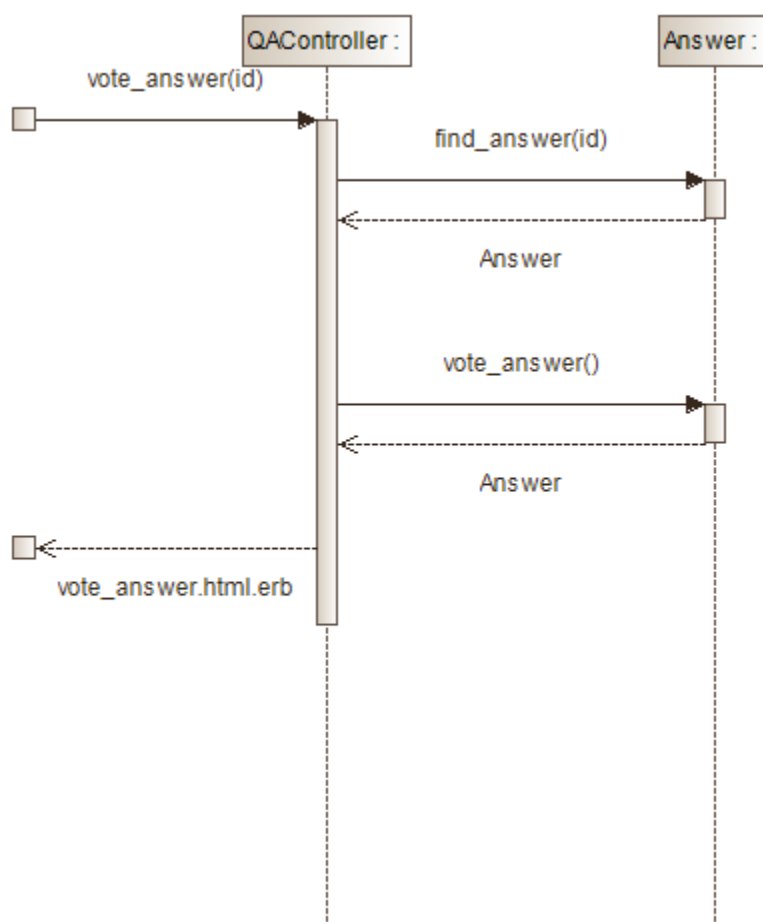 QAController :
Answer :
vote_answer(id)
find_answer(id)
Answer
vote_answer()
Answer
vote_answer.html.erb